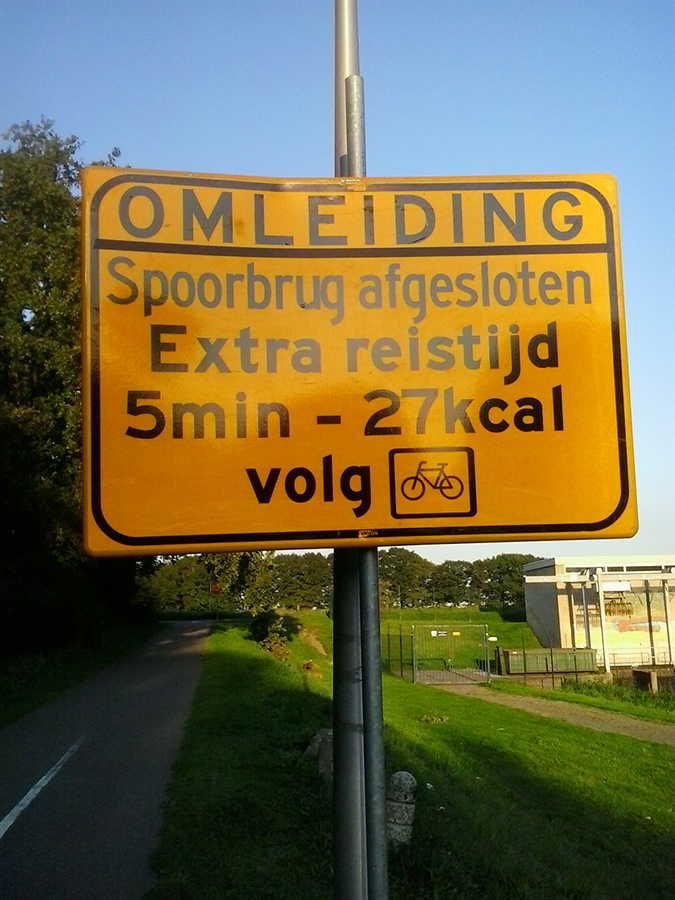 OMLEIDING
Spoorbrug afgesloten
Extra reistijd
5min - 27kcal
volg